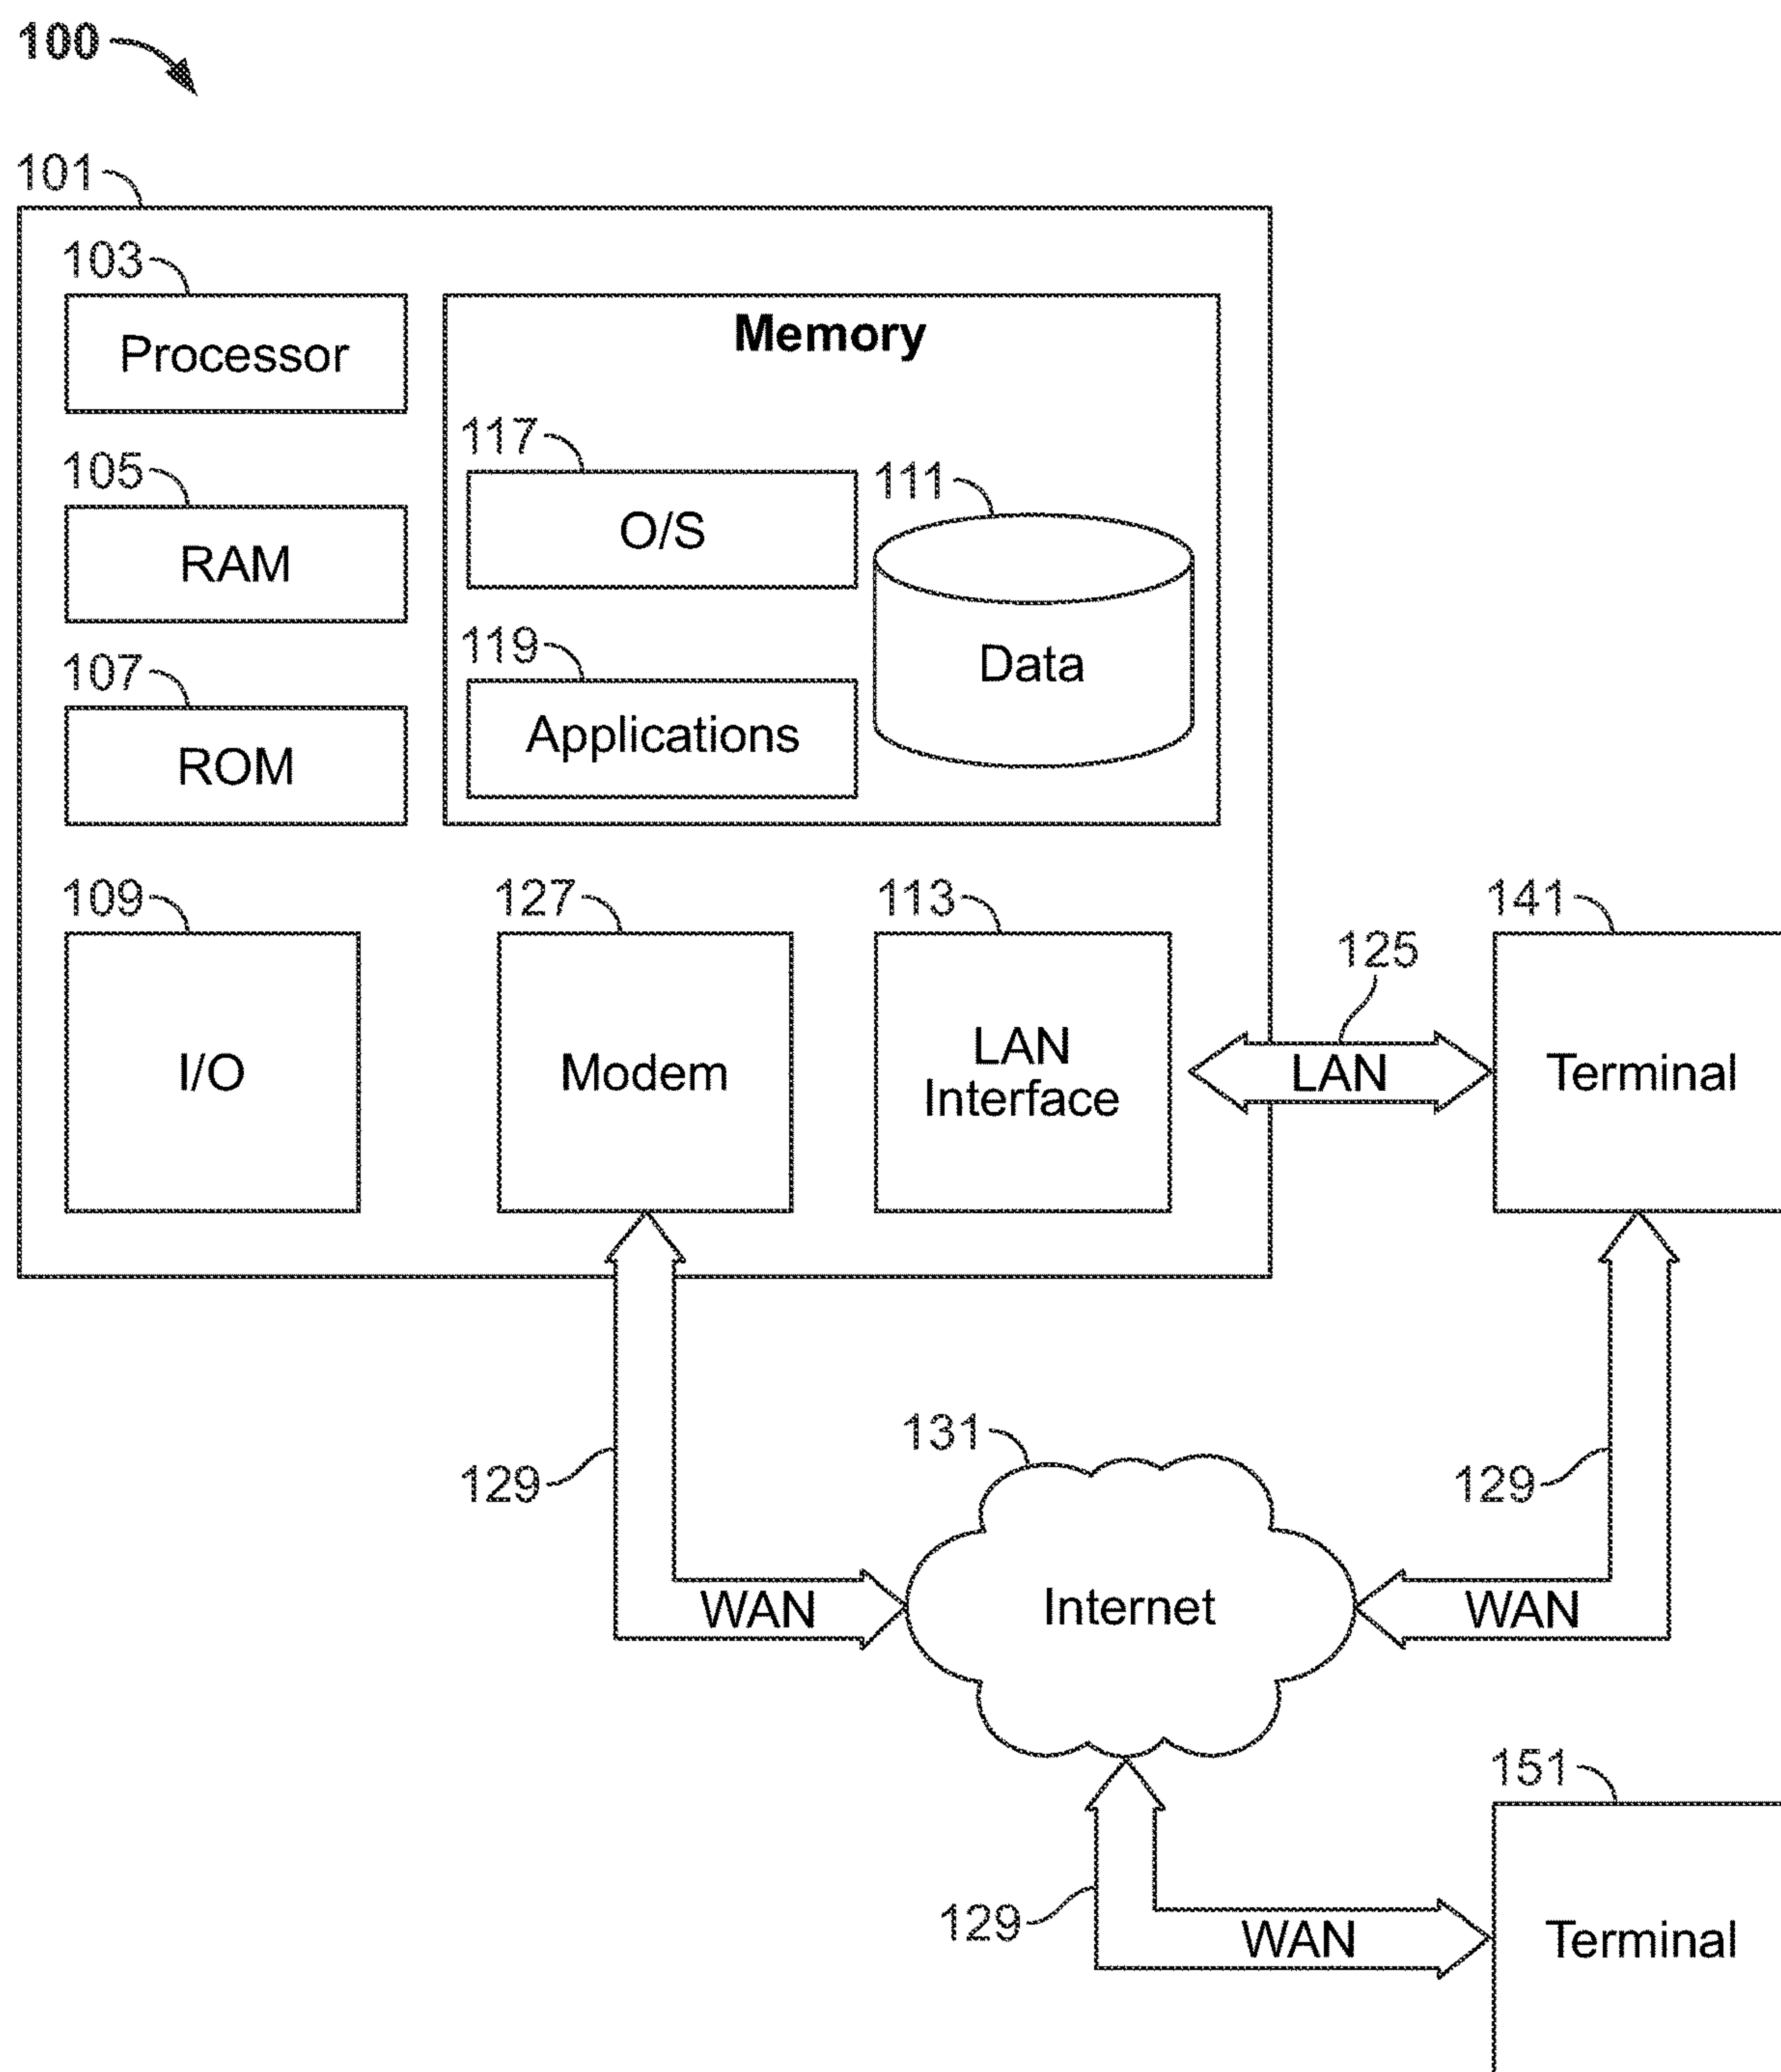 100
101
103
Processor
Memory
117
111
105
O/S
RAM
119
Data
107
Applications
ROM
109
127
113
141
125
I/O
Modem
LAN
Interface
LAN
Terminal
131
129
129
WAN
Internet
WAN
151
129
WAN
Terminal